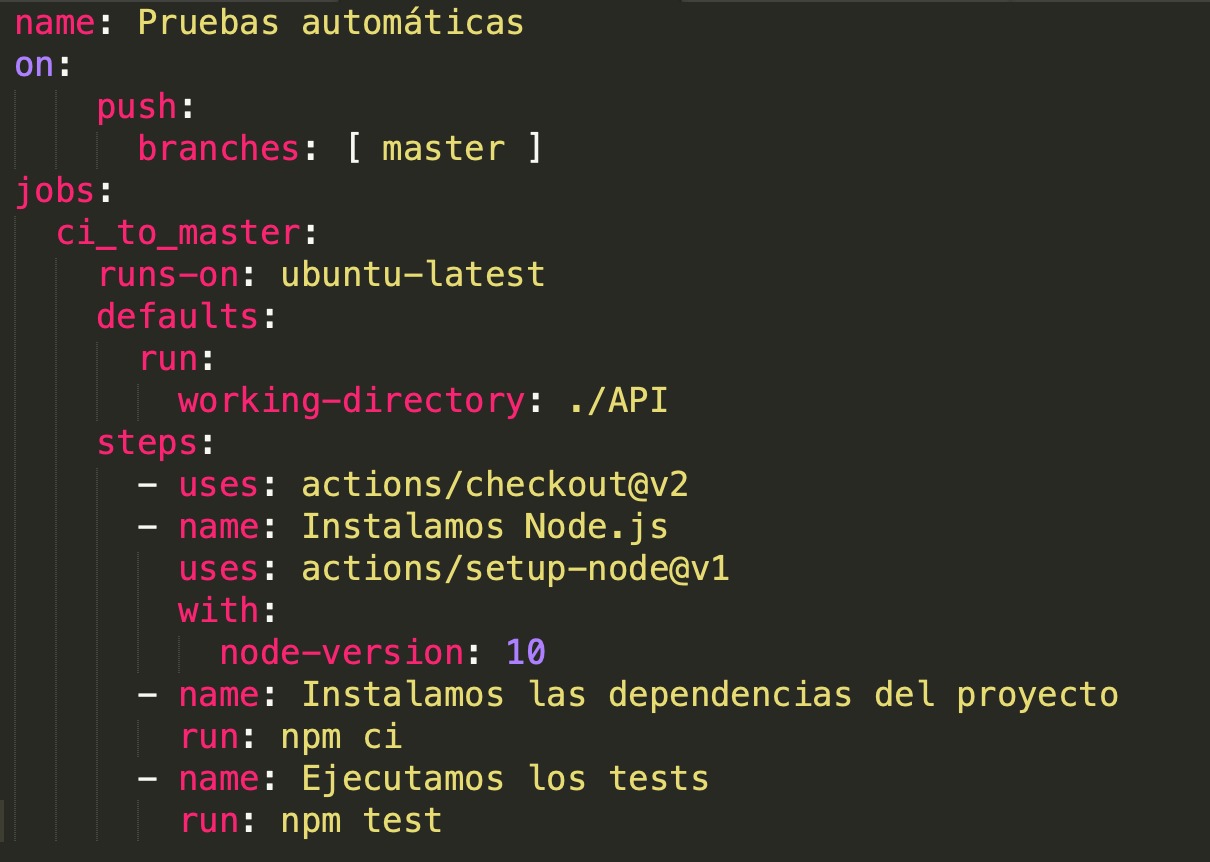 name: Pruebas automáticas
on:
    push:
      branches: [ master ]
jobs:
  ci_to_master:
    runs-on: ubuntu-latest
    defaults:
      run:
        working-directory: ./API
    steps:
      - uses: actions/checkout@v2
      - name: Instalamos Node.js
        uses: actions/setup-node@v1
        with:
          node-version: 10
      - name: Instalamos las dependencias del proyecto
        run: npm ci
      - name: Ejecutamos los tests
        run: npm test